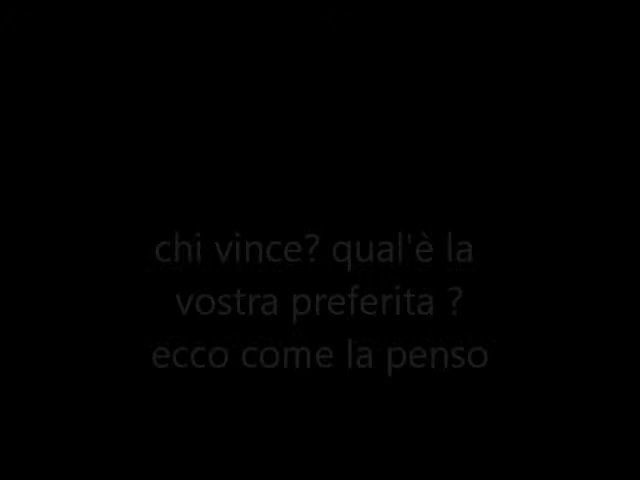 chi vince? qual'è la
vostra preferita ?
ecco come la penso